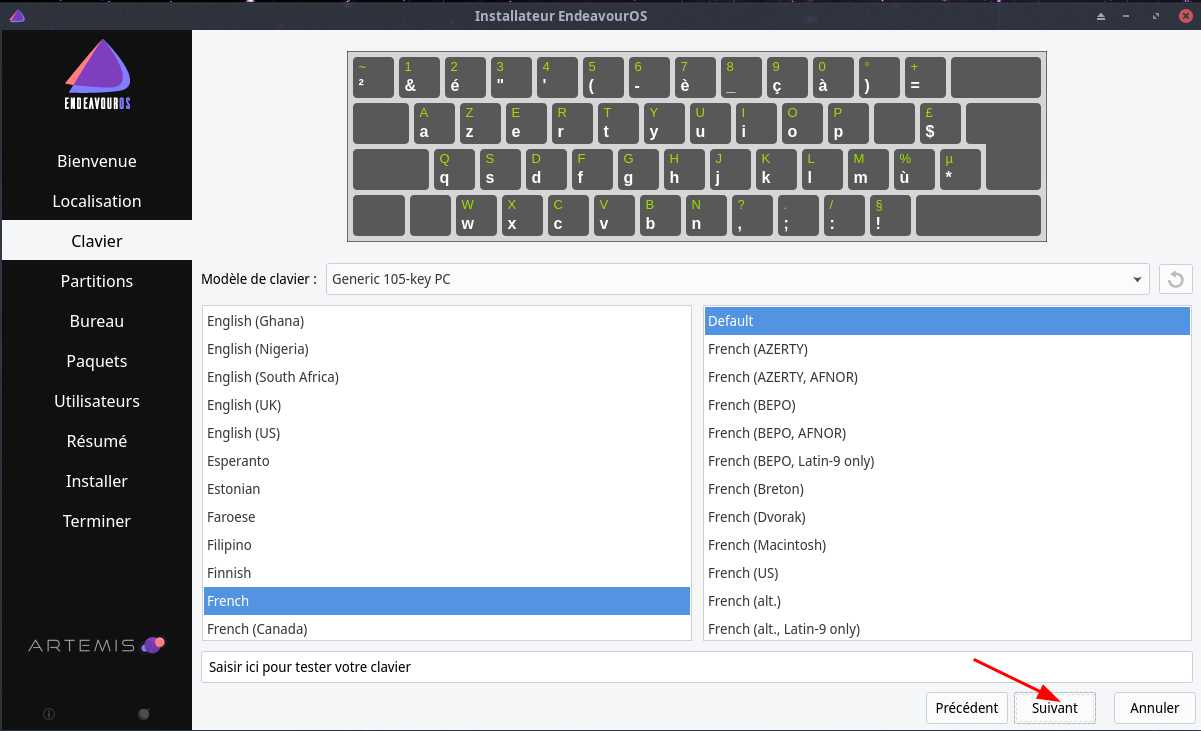 Installateur EndeavourOS
ENDEAVOUROS
Bienvenue
Localisation
Clavier
Partitions
Bureau
Paquets
Utilisateurs
Résumé
Installer
Terminer
ARTEMIS
~ 1 2 3 4 5 6 7 8 9 0 ° +
² & é " ' ( - è _ ç à ) =
A Z E R T Y U I O P £
a z e r t y u i o p $
Q S D F G H J K L M % µ
q s d f g h j k l m ù *
W X C V B N ? . / §
w x c v b n , ; : !
Modèle de clavier : Generic 105-key PC
English (Ghana)
English (Nigeria)
English (South Africa)
English (UK)
English (US)
Esperanto
Estonian
Faroese
Filipino
Finnish
French
French (Canada)
Default
French (AZERTY)
French (AZERTY, AFNOR)
French (BEPO)
French (BEPO, AFNOR)
French (BEPO, Latin-9 only)
French (Breton)
French (Dvorak)
French (Macintosh)
French (US)
French (alt.)
French (alt., Latin-9 only)
Saisir ici pour tester votre clavier
Précédent Suivant Annuler